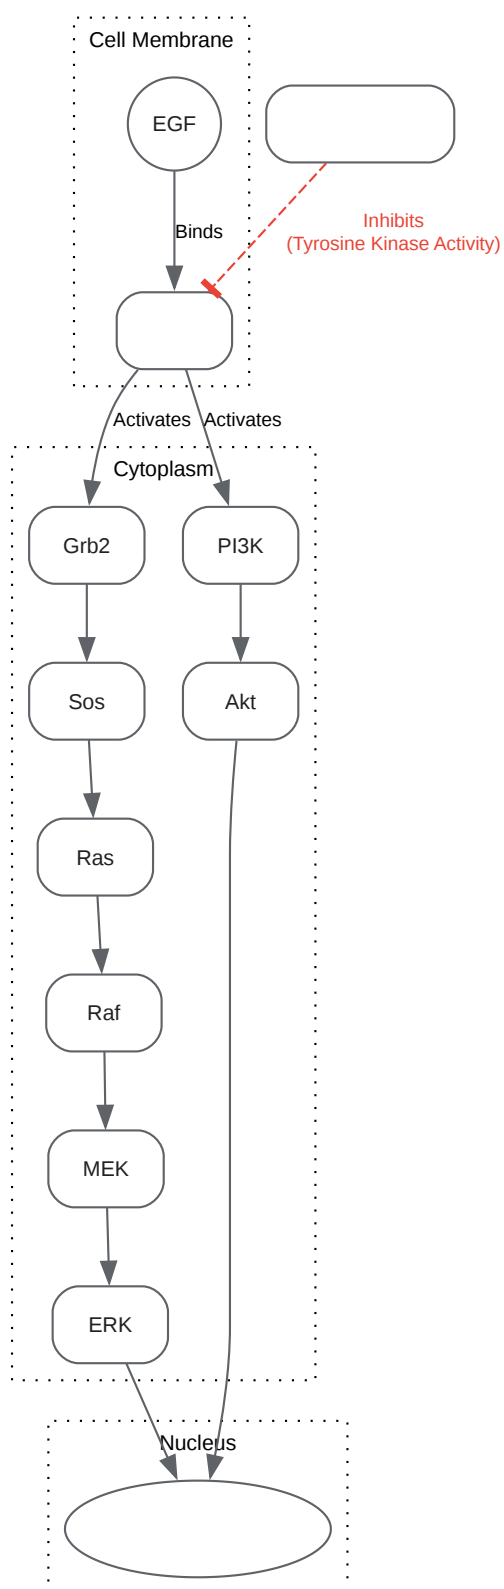 Cell Membrane
EGF
Binds
Inhibits
(Tyrosine Kinase Activity)
Activates
Activates
Cytoplasm
Grb2
PI3K
Sos
Akt
Ras
Raf
MEK
ERK
Nucleus